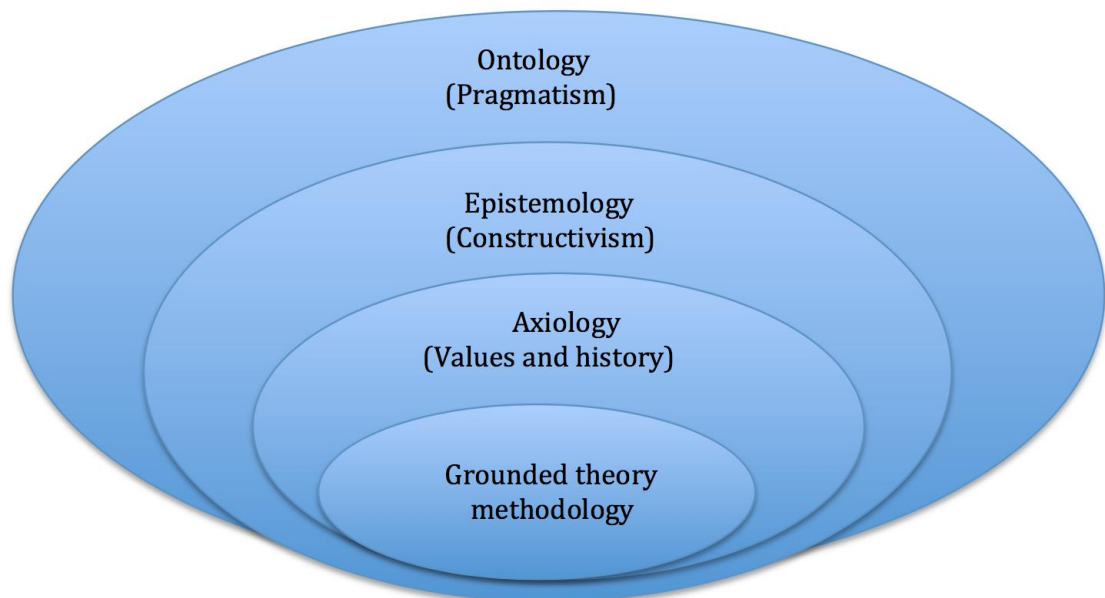 Ontology
(Pragmatism)
Epistemology
(Constructivism)
Axiology
(Values and history)
Grounded theory
methodology